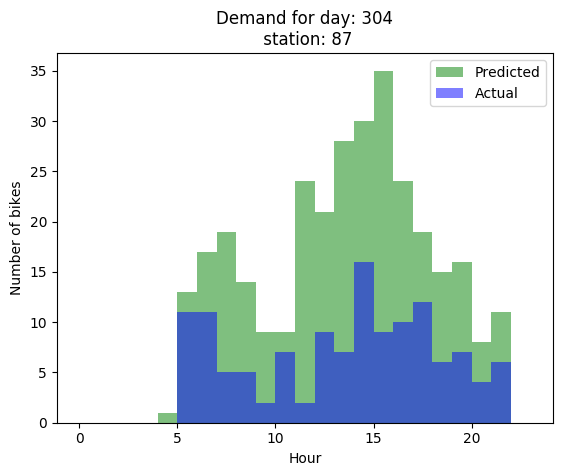 Demand for day: 304
station: 87
Predicted
Actual
Number of bikes
35
30
25
20
15
10
5
0
0 5 10 15 20
Hour